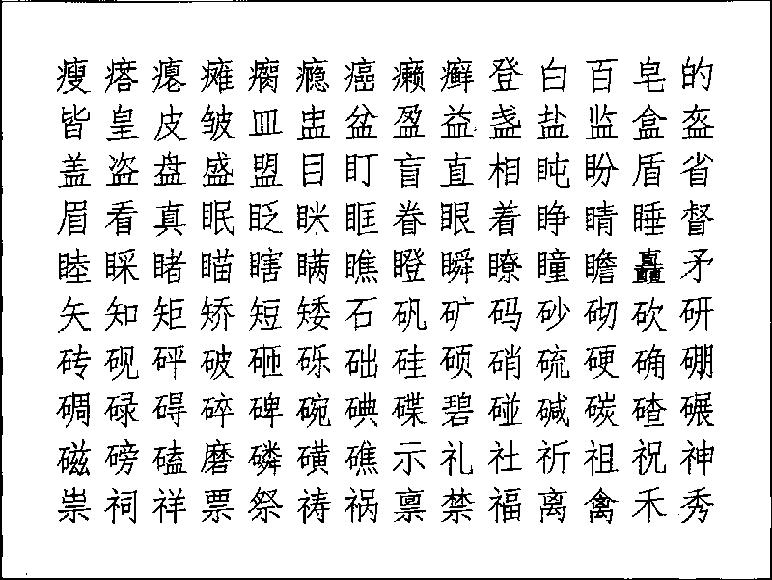 瘦瘩瘪瘫瘸瘾癌癞癣登白百皂的
皆皇皮皱皿盅盆盈益盏盐监盒盔
盖盗盘盛盟目盯盲直相盹盼盾省
眉看真眠眨眯眶眷眼着睁睛睡督
睦睬睹瞄瞎瞒瞧瞪瞬瞭瞳瞻矗矛
矢知矩矫短矮石矾矿码砂砌砍研
砖砚砰破砸砾础硅硕硝硫硬确硼
碉碌碍碎碑碗碘碟碧碰碱碳碴碾
磁磅磕磨磷磺礁示礼社祈祖祝神
祟祠祥票祭祷祸禀禁福离禽禾秀